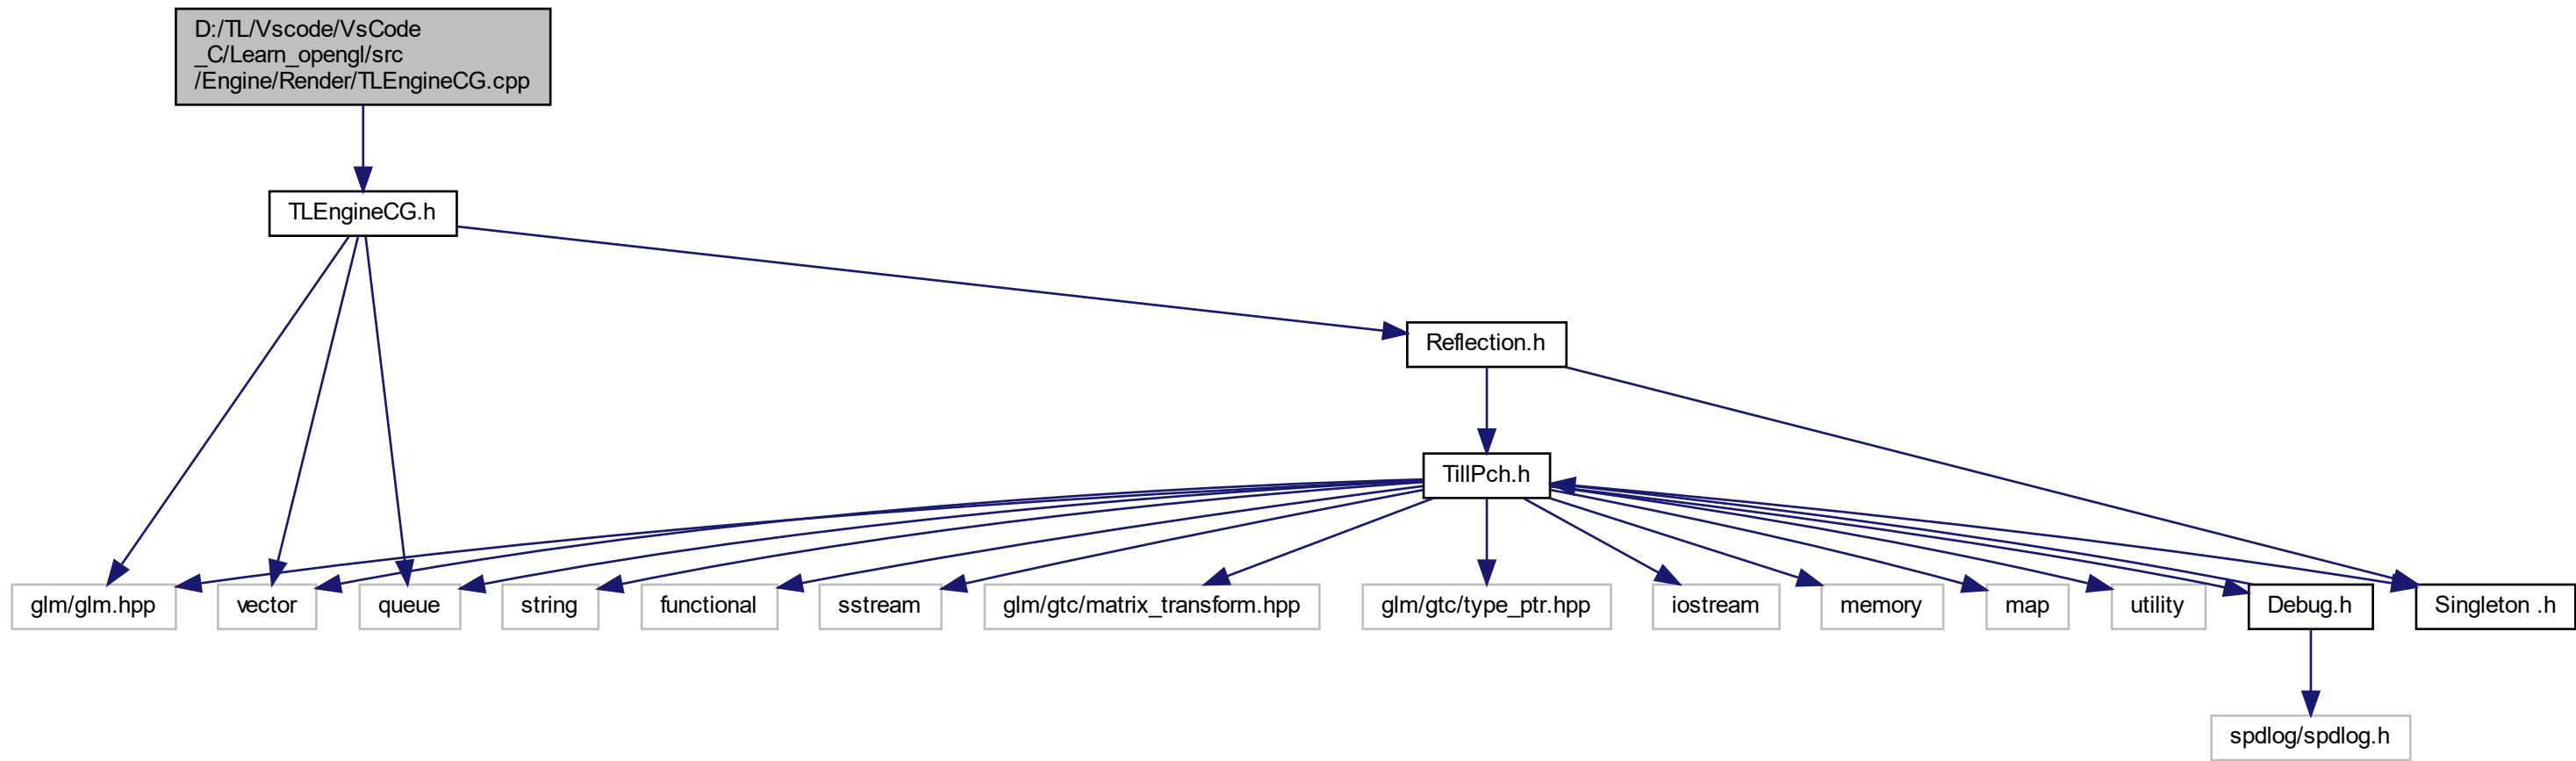 D:/TL/Vscode/VsCode
_C/Learn_opengl/src
/Engine/Render/TLEngineCG.cpp
TLEngineCG.h
Reflection.h
TillPch.h
glm/glm.hpp
vector
queue
string
functional
sstream
glm/gtc/matrix_transform.hpp
glm/gtc/type_ptr.hpp
iostream
memory
map
utility
Debug.h
Singleton .h
spdlog/spdlog.h